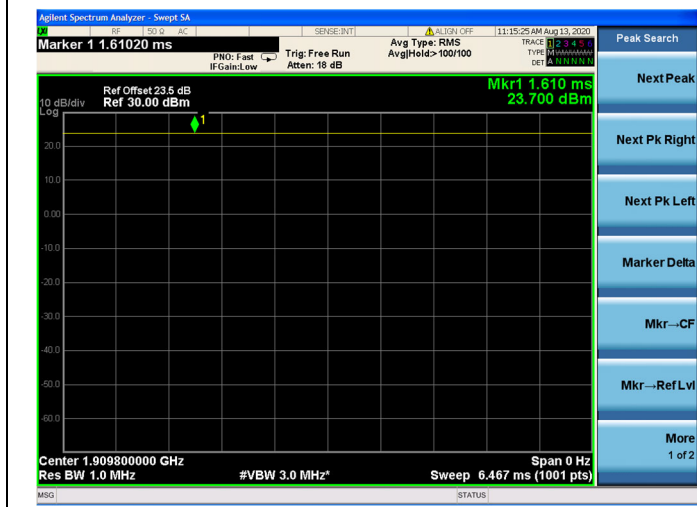 Agilent Spectrum Analyzer - Swept SA
RF 50 Ω AC SENSE:INT ALIGN OFF 11:15:25 AM Aug 13, 2020
Marker 1 1.61020 ms
PNO: Fast
IFGain:Low
Trig: Free Run
Atten: 18 dB
Avg Type: RMS
Avg|Hold:>100/100
TRACE 1 2 3 4 5 6
TYPE
DET A N N N N N
Peak Search
Ref Offset 23.5 dB
10 dB/div Ref 30.00 dBm
Log
Mkr1 1.610 ms
23.700 dBm
1
20.0
10.0
0.00
-10.0
-20.0
-30.0
-40.0
-50.0
-60.0
Center 1.909800000 GHz Span 0 Hz
Res BW 1.0 MHz #VBW 3.0 MHz* Sweep 6.467 ms (1001 pts)
MSG STATUS
Next Peak
Next Pk Right
Next Pk Left
Marker Delta
Mkr→CF
Mkr→Ref Lvl
More
1 of 2